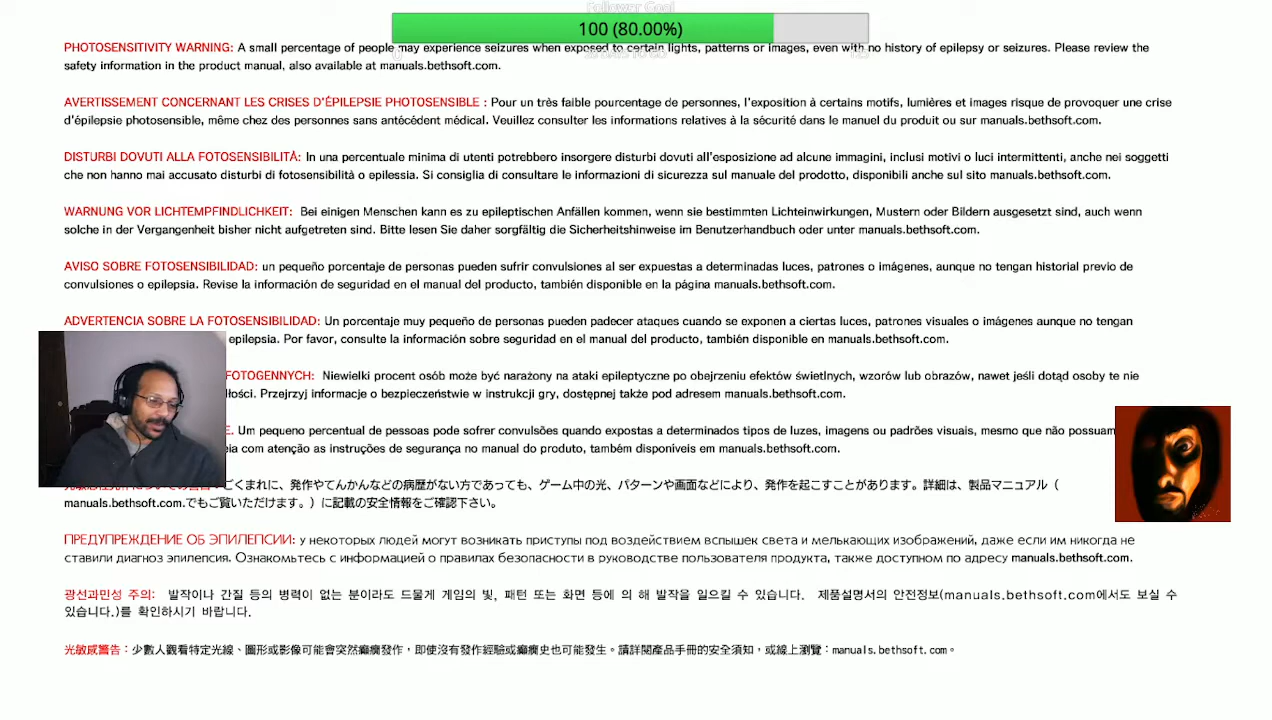 Follower Goal
100 (80.00%)
PHOTOSENSITIVITY WARNING: A small percentage of people may experience seizures when exposed to certain lights, patterns or images, even with no history of epilepsy or seizures. Please review the
safety information in the product manual, also available at manuals.bethsoft.com.
AVERTISSEMENT CONCERNANT LES CRISES D'ÉPILEPSIE PHOTOSENSIBLE : Pour un très faible pourcentage de personnes, l'exposition à certains motifs, lumières et images risque de provoquer une crise
d'épilepsie photosensible, même chez des personnes sans antécédent médical. Veuillez consulter les informations relatives à la sécurité dans le manuel du produit ou sur manuals.bethsoft.com.
DISTURBI DOVUTI ALLA FOTOSENSIBILITÀ: In una percentuale minima di utenti potrebbero insorgere disturbi dovuti all'esposizione ad alcune immagini, inclusi motivi o luci intermittenti, anche nei soggetti
che non hanno mai accusato disturbi di fotosensibilità o epilessia. Si consiglia di consultare le informazioni di sicurezza sul manuale del prodotto, disponibili anche sul sito manuals.bethsoft.com.
WARNUNG VOR LICHTEMPFINDLICHKEIT: Bei einigen Menschen kann es zu epileptischen Anfällen kommen, wenn sie bestimmten Lichteinwirkungen, Mustern oder Bildern ausgesetzt sind, auch wenn
solche in der Vergangenheit bisher nicht aufgetreten sind. Bitte lesen Sie daher sorgfältig die Sicherheitshinweise im Benutzerhandbuch oder unter manuals.bethsoft.com.
AVISO SOBRE FOTOSENSIBILIDAD: un pequeño porcentaje de personas pueden sufrir convulsiones al ser expuestas a determinadas luces, patrones o imágenes, aunque no tengan historial previo de
convulsiones o epilepsia. Revise la información de seguridad en el manual del producto, también disponible en la página manuals.bethsoft.com.
ADVERTENCIA SOBRE LA FOTOSENSIBILIDAD: Un porcentaje muy pequeño de personas pueden padecer ataques cuando se exponen a ciertas luces, patrones visuales o imágenes aunque no tengan
epilepsia. Por favor, consulte la información sobre seguridad en el manual del producto, también disponible en manuals.bethsoft.com.
FOTOGENNYCH: Niewielki procent osób może być narażony na ataki epileptyczne po obejrzeniu efektów świetlnych, wzorów lub obrazów, nawet jeśli dotąd osoby te nie
Przejrzyj informacje o bezpieczeństwie w instrukcji gry, dostępnej także pod adresem manuals.bethsoft.com.
Um pequeno percentual de pessoas pode sofrer convulsões quando expostas a determinados tipos de luzes, imagens ou padrões visuais, mesmo que não possuam
com atenção as instruções de segurança no manual do produto, também disponíveis em manuals.bethsoft.com.
ごくまれに、発作やてんかんなどの病歴がない方であっても、ゲーム中の光、パターンや画面などにより、発作を起こすことがあります。詳細は、製品マニュアル（
manuals.bethsoft.com.でもご覧いただけます。）に記載の安全情報をご確認下さい。
ПРЕДУПРЕЖДЕНИЕ ОБ ЭПИЛЕПСИИ: у некоторых людей могут возникать приступы под воздействием вспышек света и мелькающих изображений, даже если им никогда не
ставили диагноз эпилепсия. Ознакомьтесь с информацией о правилах безопасности в руководстве пользователя продукта, также доступном по адресу manuals.bethsoft.com.
광선과민성 주의: 발작이나 간질 등의 병력이 없는 분이라도 드물게 게임의 빛, 패턴 또는 화면 등에 의 해 발작을 일으킬 수 있습니다. 제품설명서의 안전정보(manuals.bethsoft.com에서도 보실 수
있습니다.)를 확인하시기 바랍니다.
光敏感警告：少數人觀看特定光線、圖形或影像可能會突然癲癇發作，即使沒有發作經驗或癲癇史也可能發生。請詳閱產品手冊的安全須知，或線上瀏覽：manuals.bethsoft.com。